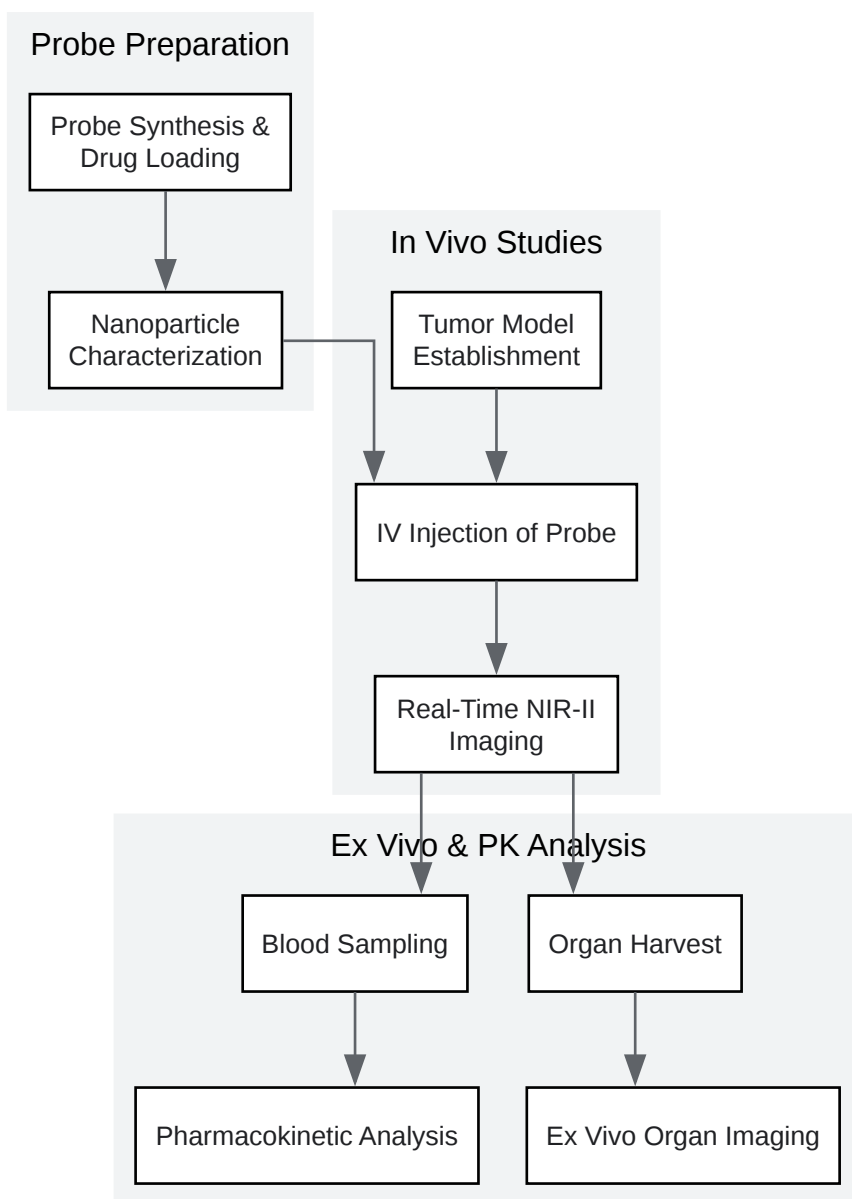 Probe Preparation
Probe Synthesis &
Drug Loading
Nanoparticle
Characterization
In Vivo Studies
Tumor Model
Establishment
IV Injection of Probe
Real-Time NIR-II
Imaging
Ex Vivo & PK Analysis
Blood Sampling
Organ Harvest
Pharmacokinetic Analysis
Ex Vivo Organ Imaging